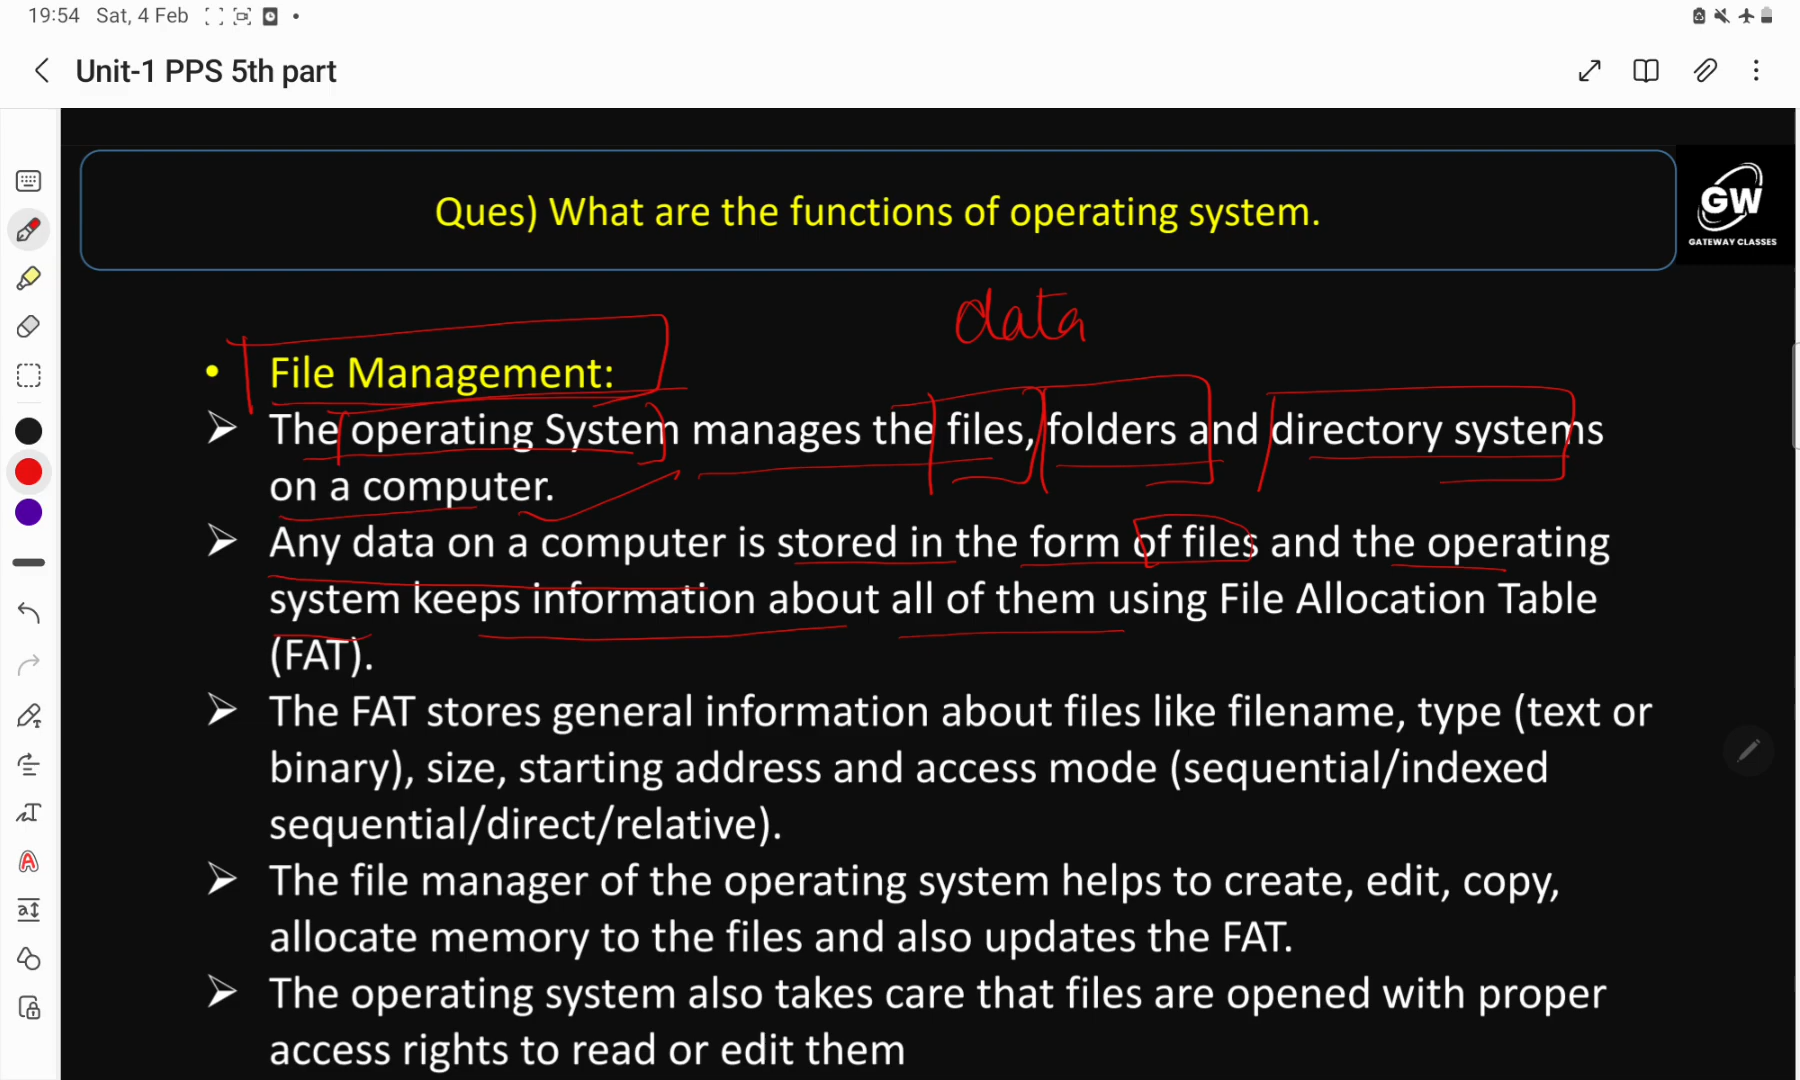 19:54 Sat, 4 Feb
Unit-1 PPS 5th part
Ques) What are the functions of operating system.
GW
GATEWAY CLASSES
data
• File Management:
➢ The operating System manages the files, folders and directory systems
on a computer.
➢ Any data on a computer is stored in the form of files and the operating
system keeps information about all of them using File Allocation Table
(FAT).
➢ The FAT stores general information about files like filename, type (text or
binary), size, starting address and access mode (sequential/indexed
sequential/direct/relative).
➢ The file manager of the operating system helps to create, edit, copy,
allocate memory to the files and also updates the FAT.
➢ The operating system also takes care that files are opened with proper
access rights to read or edit them